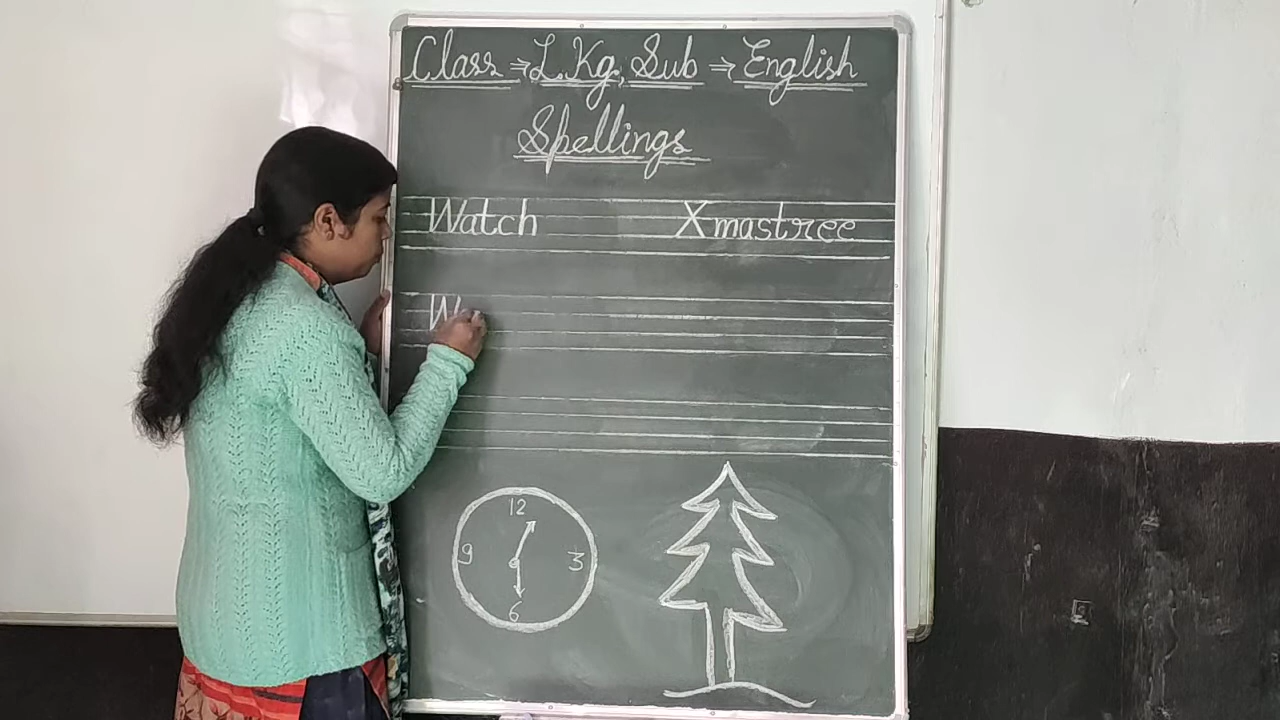 Class ⇒ L.Kg, Sub ⇒ English
Spellings
Watch Xmastree
W
12
9 3
6